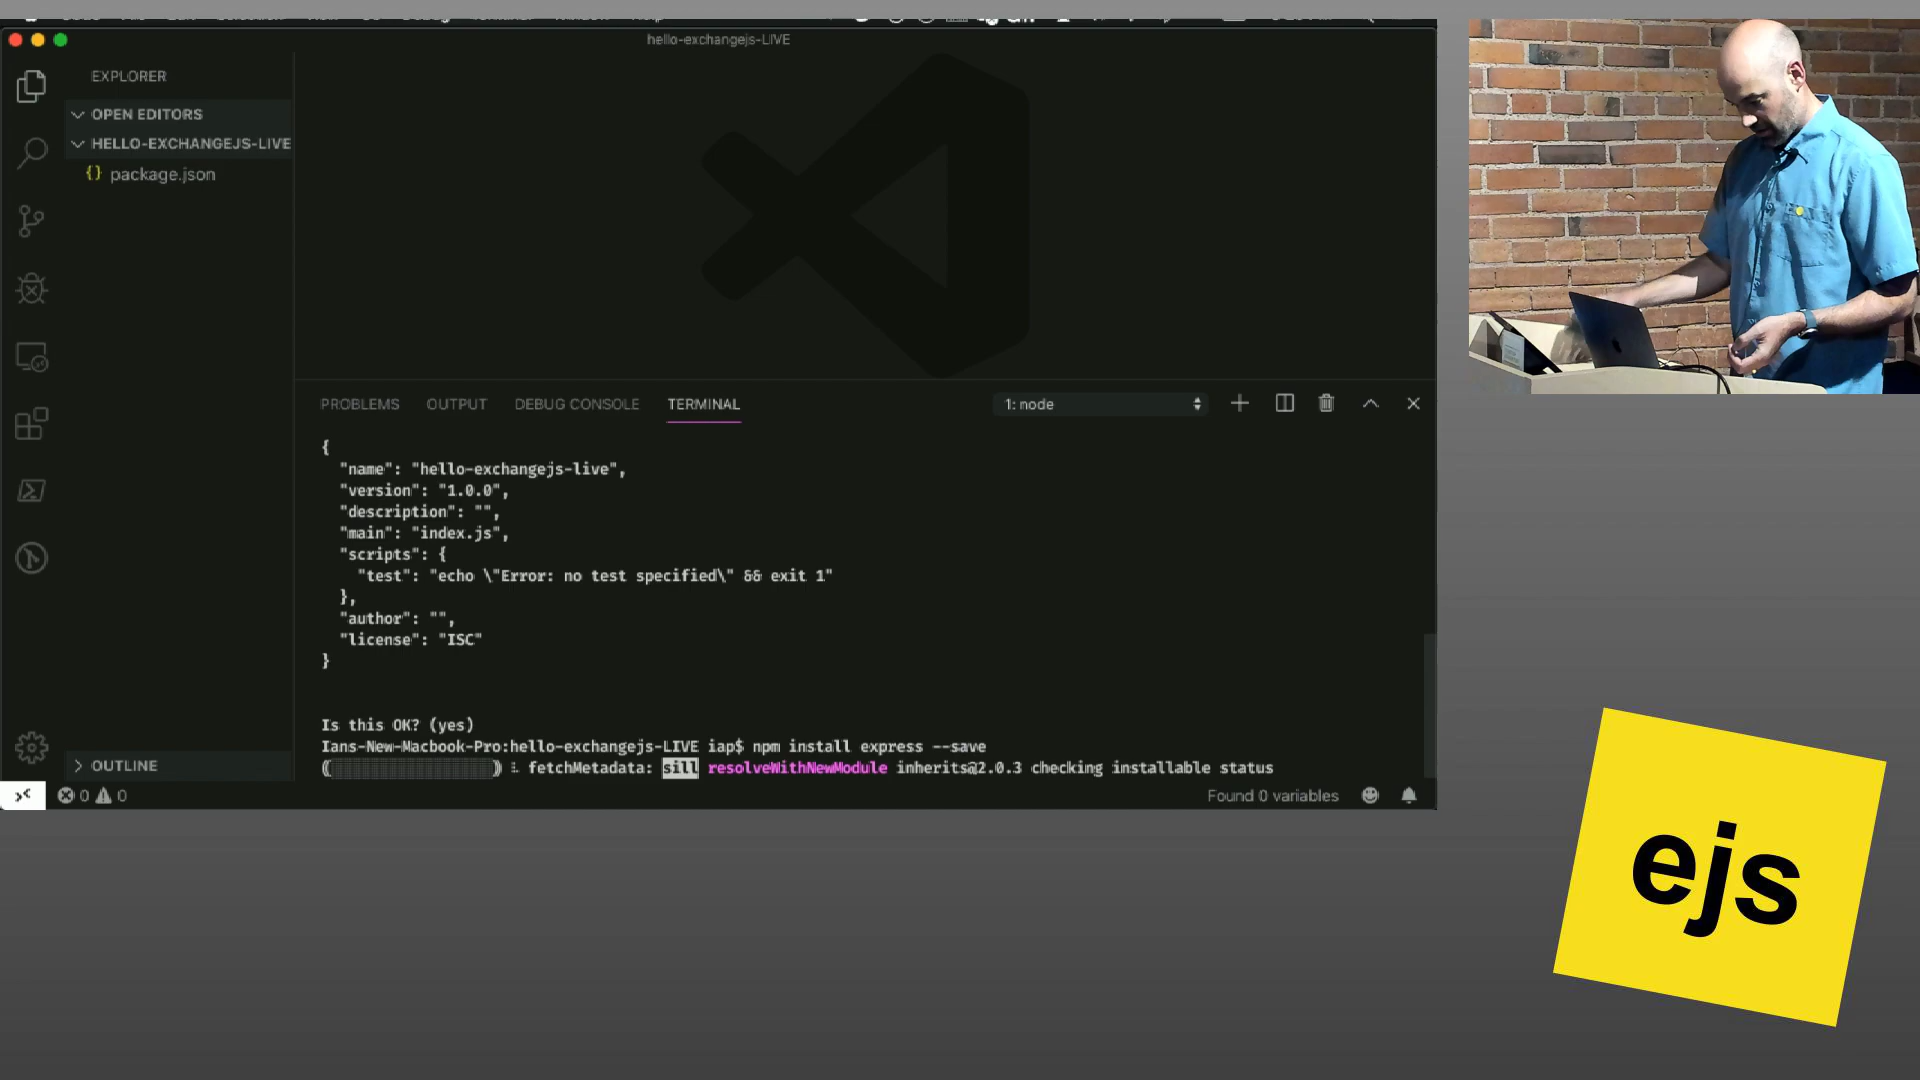 hello-exchangejs-LIVE
EXPLORER
OPEN EDITORS
HELLO-EXCHANGEJS-LIVE
{} package.json
OUTLINE
PROBLEMS OUTPUT DEBUG CONSOLE TERMINAL 1: node
{
"name": "hello-exchangejs-live",
"version": "1.0.0",
"description": "",
"main": "index.js",
"scripts": {
"test": "echo \"Error: no test specified\" && exit 1"
},
"author": "",
"license": "ISC"
}
Is this OK? (yes)
Ians-New-Macbook-Pro:hello-exchangejs-LIVE iap$ npm install express --save
fetchMetadata: sill resolveWithNewModule inherits@2.0.3 checking installable status
0 0 Found 0 variables
ejs